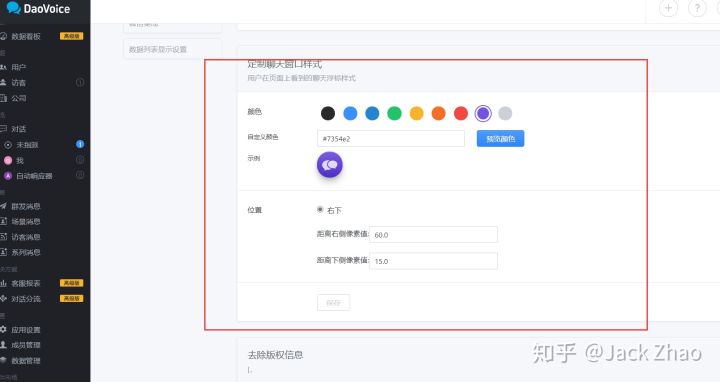 DaoVoice
数据看板 高级版
用户
访客
公司
对话
未指派 1
我 0
自动响应器 0
群发消息
场景消息
访客消息
系列消息
客服报表 高级版
对话分流 高级版
应用设置
成员管理
数据管理
数据列表显示设置
定制聊天窗口样式
用户在页面上看到的聊天浮标样式
颜色
自定义颜色 #7354e2 预览颜色
示例
位置 右下
距离右侧像素值: 60.0
距离下侧像素值: 15.0
保存
去除版权信息
知乎 @Jack Zhao